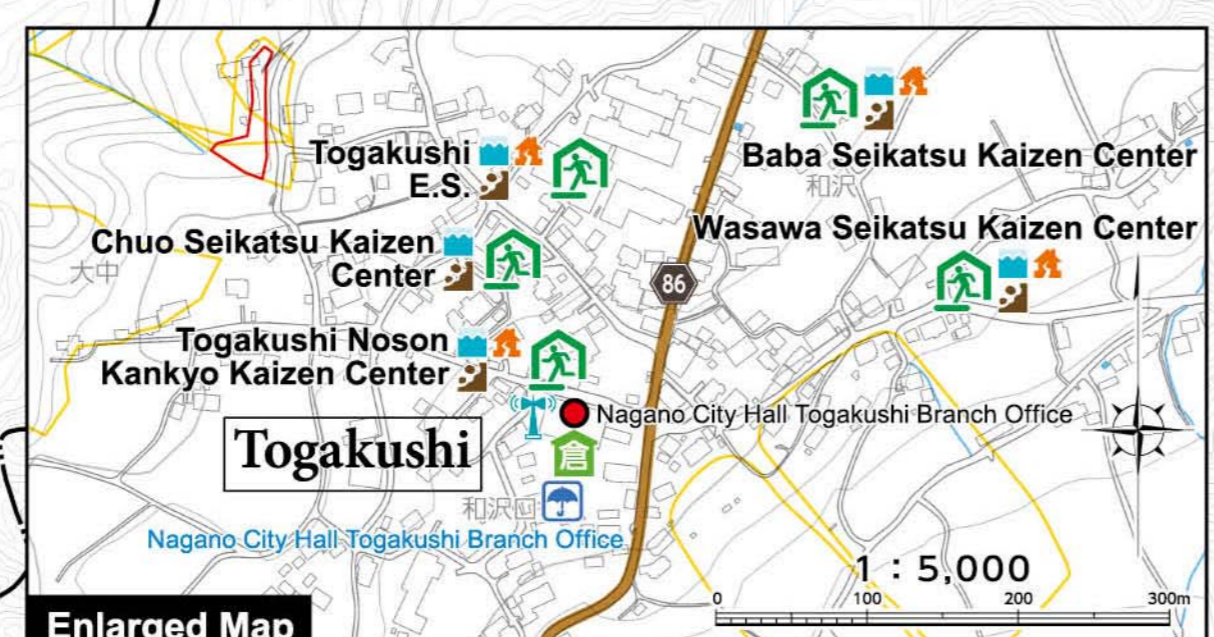 Togakushi
E.S.
Baba Seikatsu Kaizen Center
和沢
Wasawa Seikatsu Kaizen Center
Chuo Seikatsu Kaizen
Center
大中
86
Togakushi Noson
Kankyo Kaizen Center
Nagano City Hall Togakushi Branch Office
Togakushi
倉
和沢
Nagano City Hall Togakushi Branch Office
1 : 5,000
0 100 200 300m
Enlarged Map